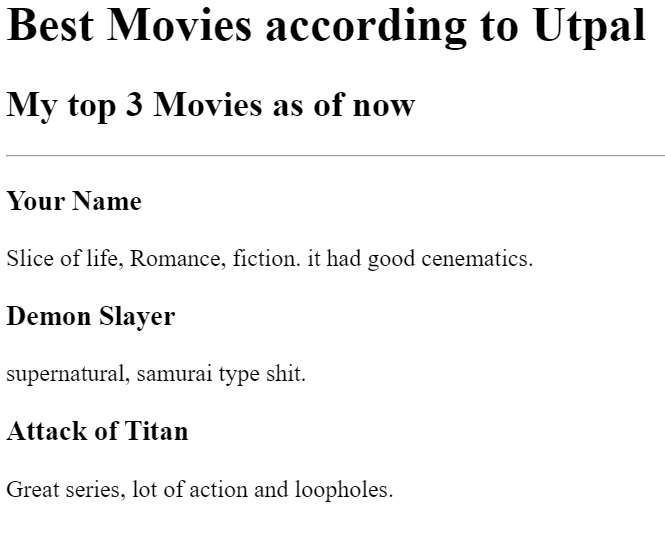 Best Movies according to Utpal
My top 3 Movies as of now
Your Name
Slice of life, Romance, fiction. it had good cenematics.
Demon Slayer
supernatural, samurai type shit.
Attack of Titan
Great series, lot of action and loopholes.